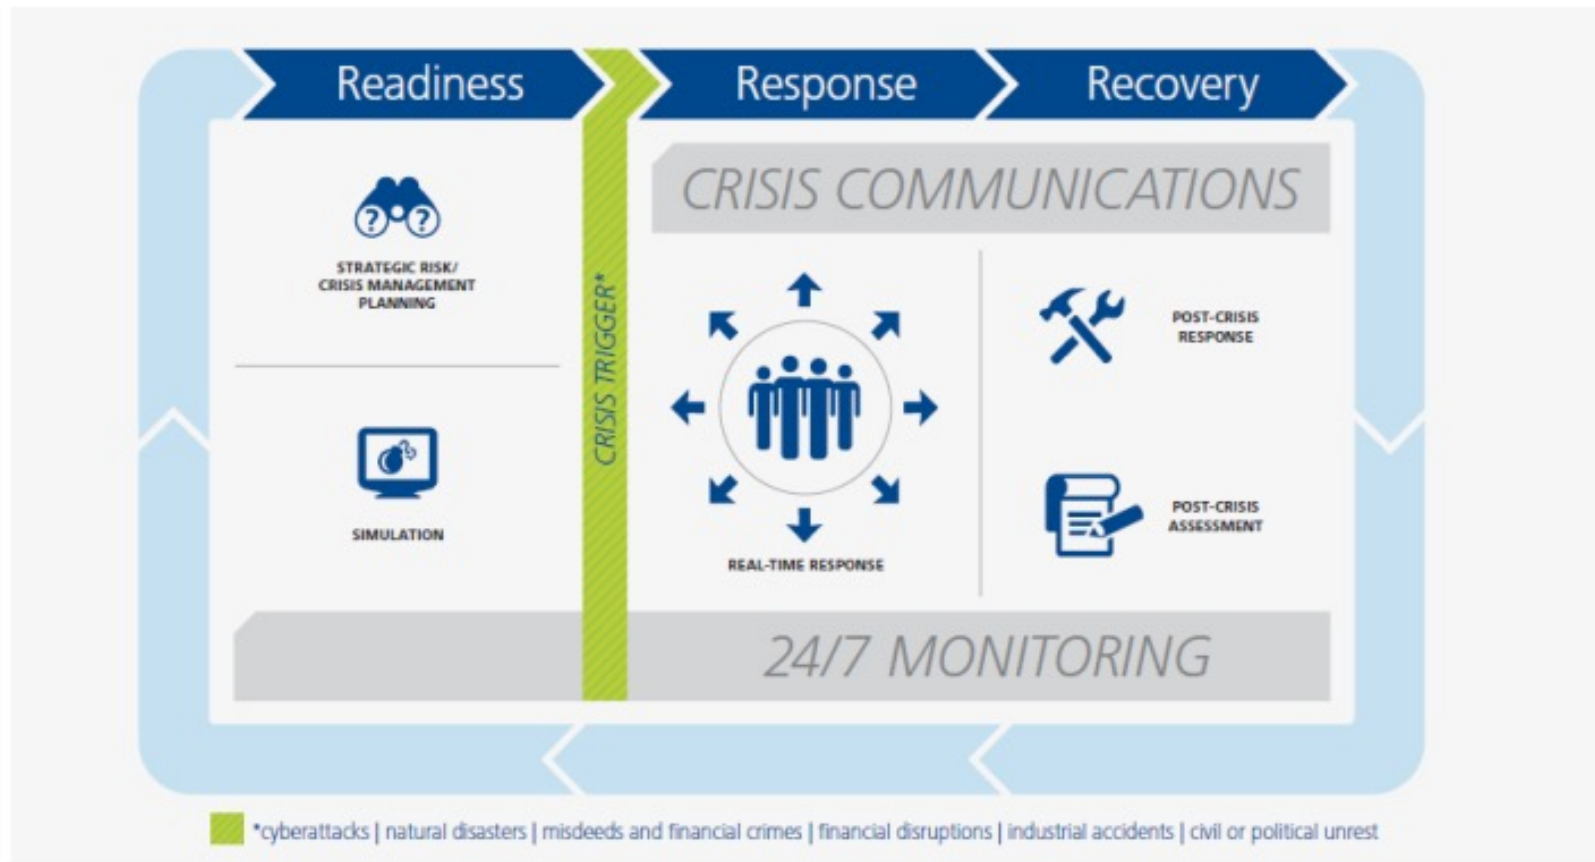 Readiness
Response
Recovery
CRISIS COMMUNICATIONS
? ?
STRATEGIC RISK/
CRISIS MANAGEMENT
PLANNING
CRISIS TRIGGER*
SIMULATION
REAL-TIME RESPONSE
POST-CRISIS
RESPONSE
POST-CRISIS
ASSESSMENT
24/7 MONITORING
*cyberattacks | natural disasters | misdeeds and financial crimes | financial disruptions | industrial accidents | civil or political unrest